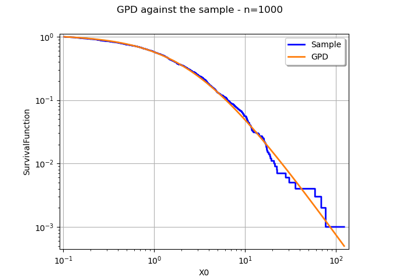 GPD against the sample - n=1000
10⁰
10⁻¹
10⁻²
10⁻³
SurvivalFunction
Sample
GPD
10⁻¹
10⁰
10¹
10²
X0